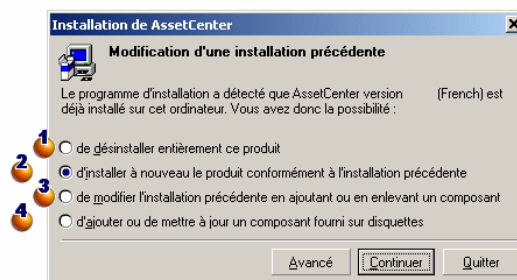 Installation de AssetCenter
Modification d'une installation précédente
Le programme d'installation a détecté que AssetCenter version (French) est
déjà installé sur cet ordinateur. Vous avez donc la possibilité :
1 de désinstaller entièrement ce produit
2 d'installer à nouveau le produit conformément à l'installation précédente
3 de modifier l'installation précédente en ajoutant ou en enlevant un composant
4 d'ajouter ou de mettre à jour un composant fourni sur disquettes
Avancé Continuer Quitter